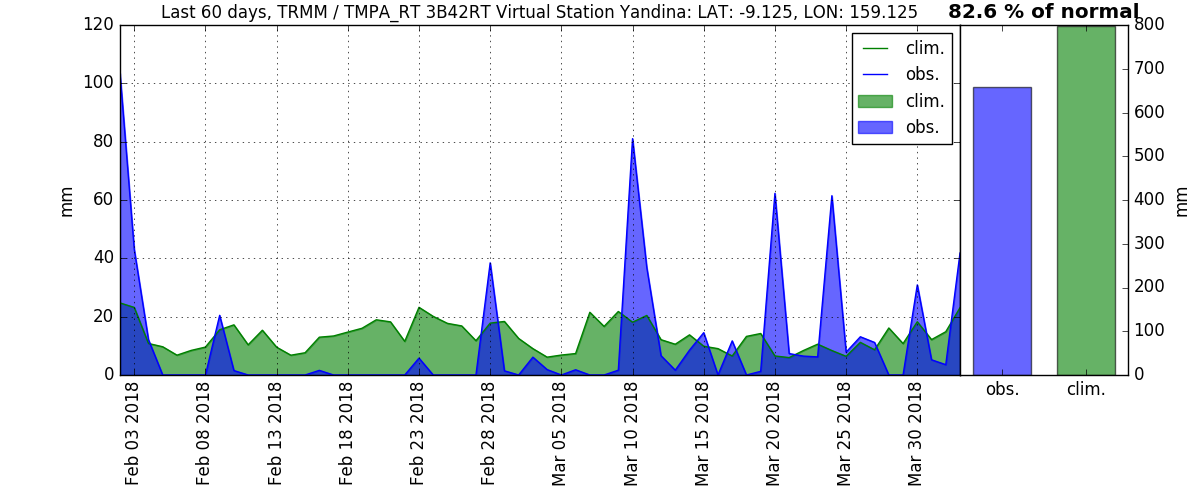 Last 60 days, TRMM / TMPA_RT 3B42RT Virtual Station Yandina: LAT: -9.125, LON: 159.125
82.6 % of normal
120
100
80
60
40
20
0
mm
clim.
obs.
clim.
obs.
800
700
600
500
400
300
200
100
0
mm
obs.
clim.
Feb 03 2018
Feb 08 2018
Feb 13 2018
Feb 18 2018
Feb 23 2018
Feb 28 2018
Mar 05 2018
Mar 10 2018
Mar 15 2018
Mar 20 2018
Mar 25 2018
Mar 30 2018